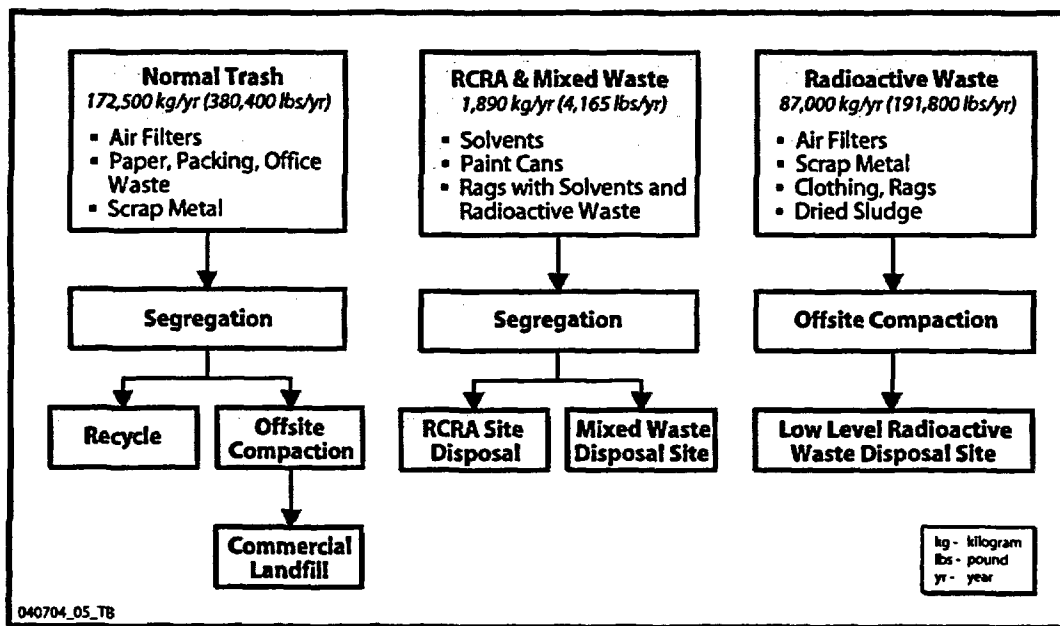 Normal Trash
172,500 kg/yr (380,400 lbs/yr)
▪ Air Filters
▪ Paper, Packing, Office
Waste
▪ Scrap Metal
RCRA & Mixed Waste
1,890 kg/yr (4,165 lbs/yr)
▪ Solvents
▪ Paint Cans
▪ Rags with Solvents and
Radioactive Waste
Radioactive Waste
87,000 kg/yr (191,800 lbs/yr)
▪ Air Filters
▪ Scrap Metal
▪ Clothing, Rags
▪ Dried Sludge
Segregation
Segregation
Offsite Compaction
Recycle
Offsite
Compaction
RCRA Site
Disposal
Mixed Waste
Disposal Site
Low Level Radioactive
Waste Disposal Site
Commercial
Landfill
kg - kilogram
lbs - pound
yr - year
040704_05_TB